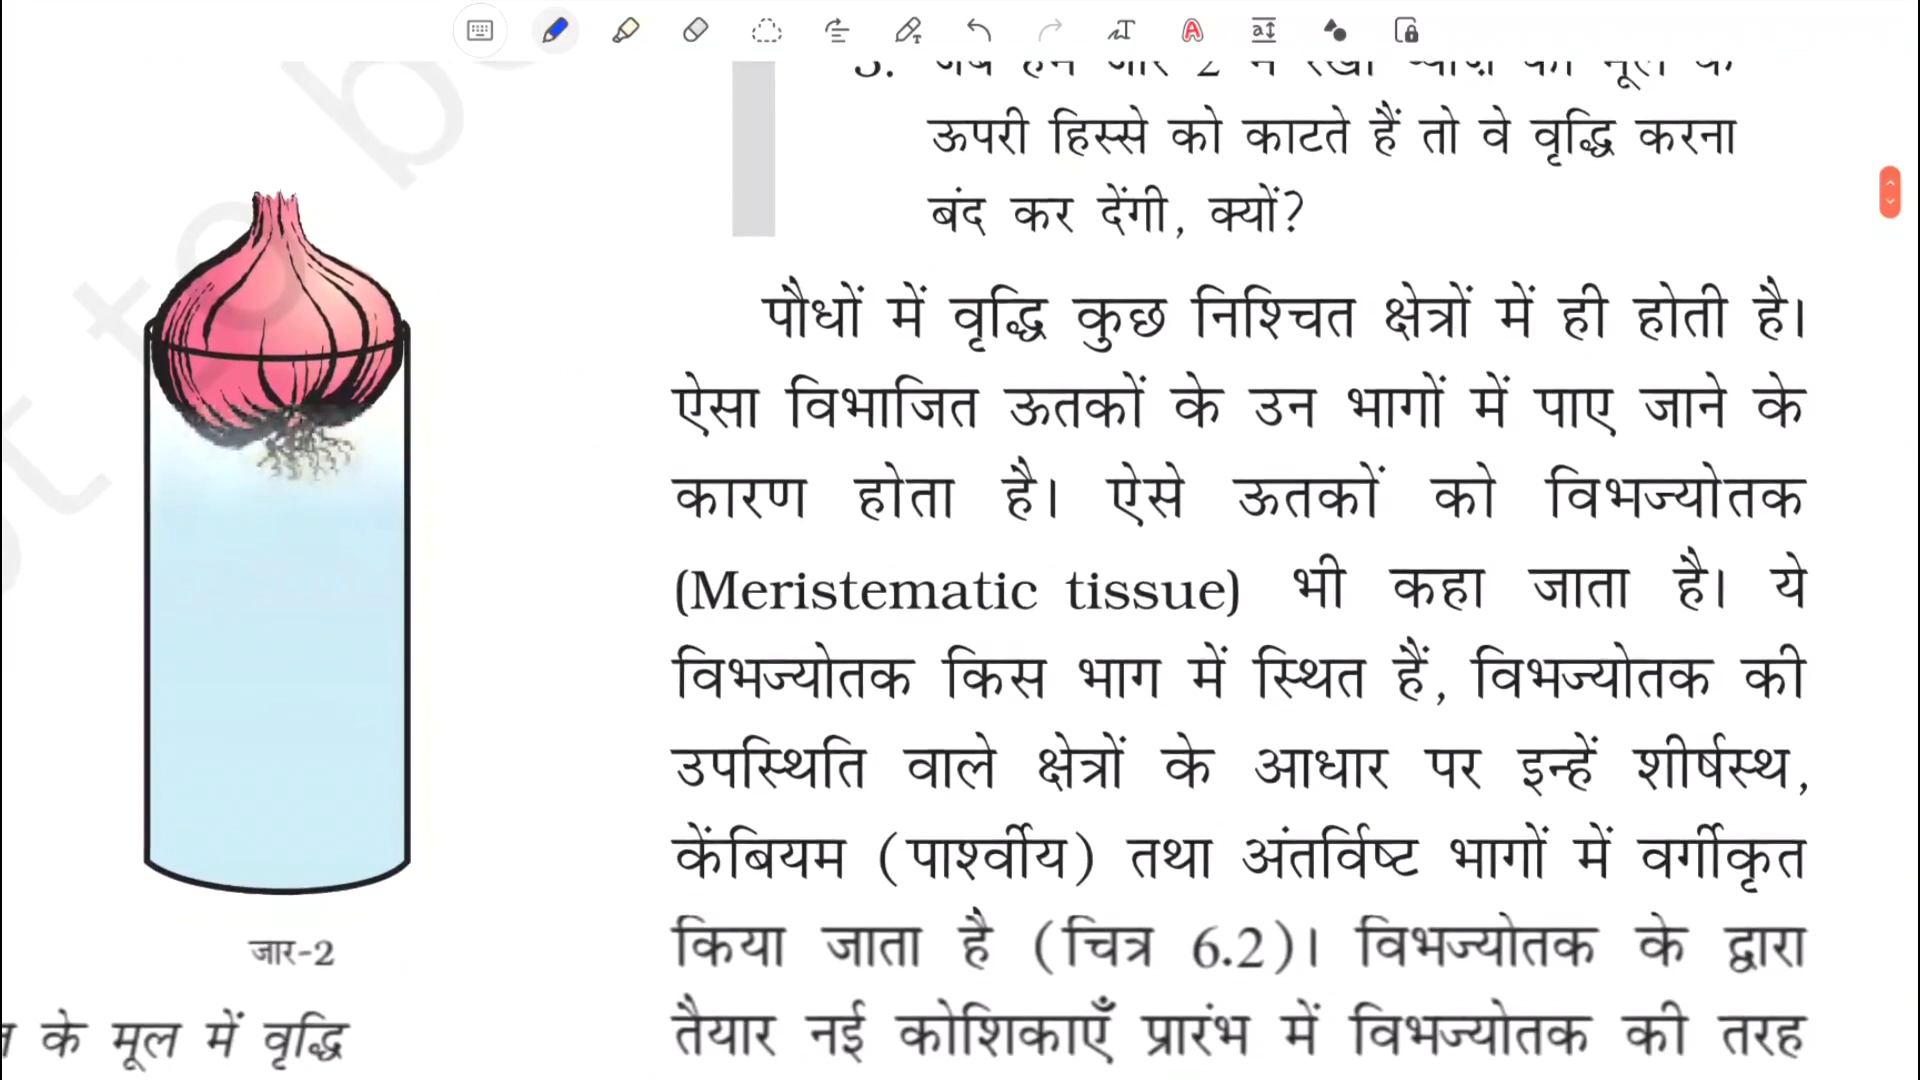 ऊपरी हिस्से को काटते हैं तो वे वृद्धि करना
बंद कर देंगी, क्यों?
पौधों में वृद्धि कुछ निश्चित क्षेत्रों में ही होती है।
ऐसा विभाजित ऊतकों के उन भागों में पाए जाने के
कारण होता है। ऐसे ऊतकों को विभज्योतक
(Meristematic tissue) भी कहा जाता है। ये
विभज्योतक किस भाग में स्थित हैं, विभज्योतक की
उपस्थिति वाले क्षेत्रों के आधार पर इन्हें शीर्षस्थ,
केंबियम (पार्श्वीय) तथा अंतर्विष्ट भागों में वर्गीकृत
किया जाता है (चित्र 6.2)। विभज्योतक के द्वारा
तैयार नई कोशिकाएँ प्रारंभ में विभज्योतक की तरह
जार-2
के मूल में वृद्धि